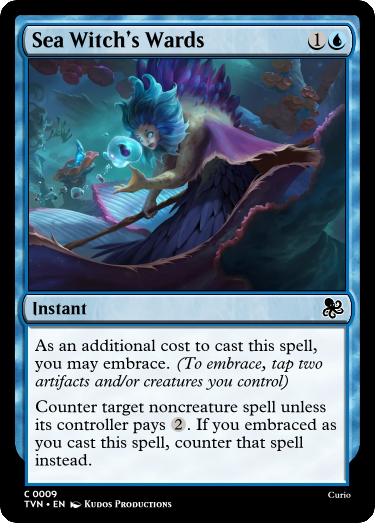 Sea Witch's Wards 1
Instant
As an additional cost to cast this spell,
you may embrace. (To embrace, tap two
artifacts and/or creatures you control)
Counter target noncreature spell unless
its controller pays 2. If you embraced as
you cast this spell, counter that spell
instead.
C 0009
TVN • EN Kudos Productions
Curio